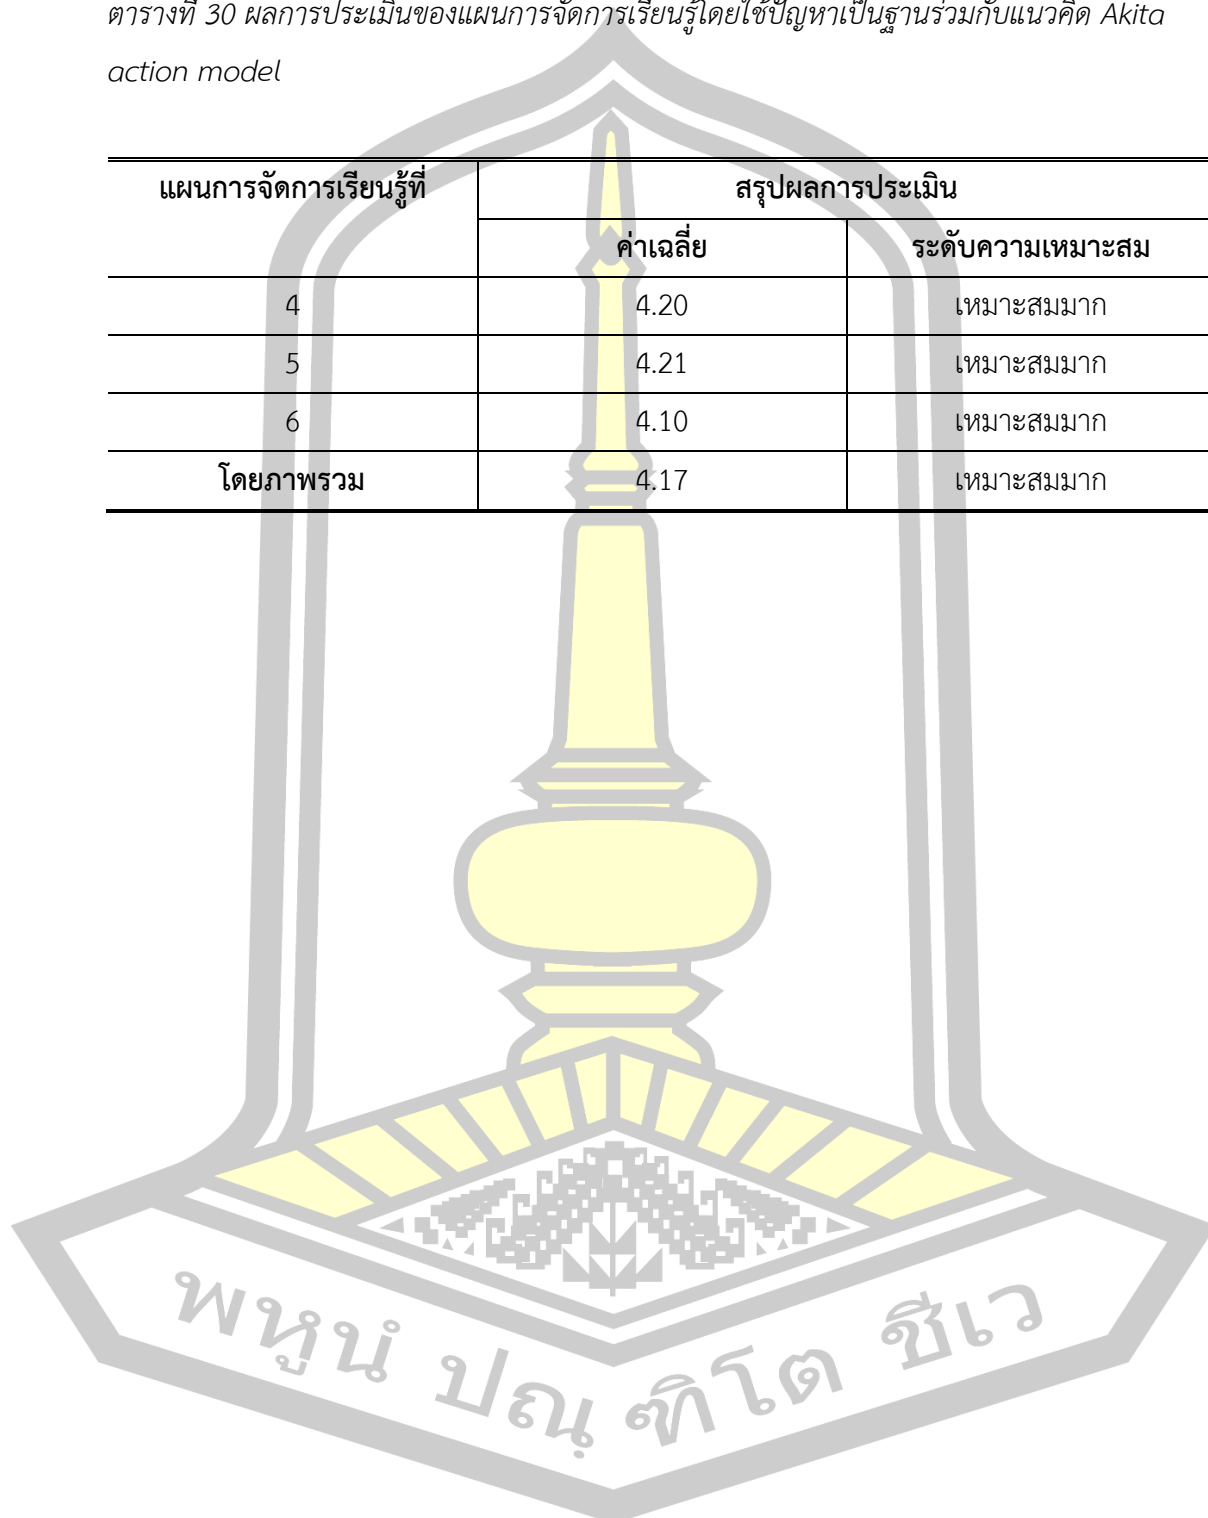 ตารางที่ 30 ผลการประเมินของแผนการจัดการเรียนรู้โดยใช้ปัญหาเป็นฐานร่วมกับแนวคิด Akita
action model
แผนการจัดการเรียนรู้ที่ สรุปผลการประเมิน
ค่าเฉลี่ย ระดับความเหมาะสม
4 4.20 เหมาะสมมาก
5 4.21 เหมาะสมมาก
6 4.10 เหมาะสมมาก
โดยภาพรวม 4.17 เหมาะสมมาก
พหูนํ ปณฺฑิโต ชีเว